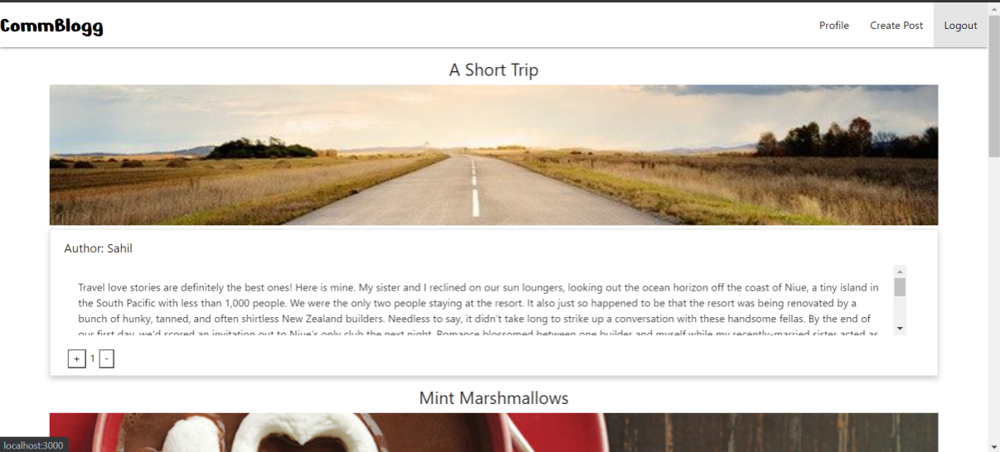 CommBlogg
Profile
Create Post
Logout
A Short Trip
Author: Sahil
Travel love stories are definitely the best ones! Here is mine. My sister and I reclined on our sun loungers, looking out the ocean horizon off the coast of Niue, a tiny island in
the South Pacific with less than 1,000 people. We were the only two people staying at the resort. It also just so happened to be that the resort was being renovated by a
bunch of hunky, tanned, and often shirtless New Zealand builders. Needless to say, it didn't take long to strike up a conversation with these handsome fellas. By the end of
our first day, we'd scored an invitation out to Niue's only club the next night. Romance blossomed between one builder and myself while my recently-married sister acted as
+ 1 -
Mint Marshmallows
localhost:3000